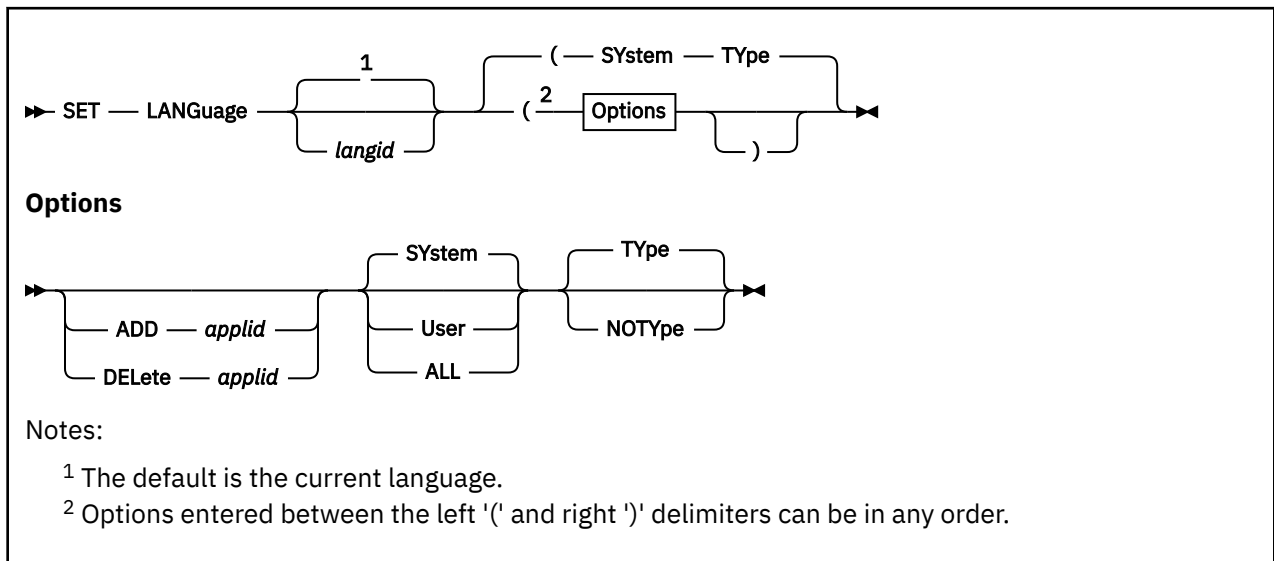 ( SYstem TYpe
1
SET LANGuage ( 2 Options
langid )
Options
SYstem TYpe
ADD applid User NOTYpe
DELete applid ALL
Notes:
1 The default is the current language.
2 Options entered between the left '(' and right ')' delimiters can be in any order.